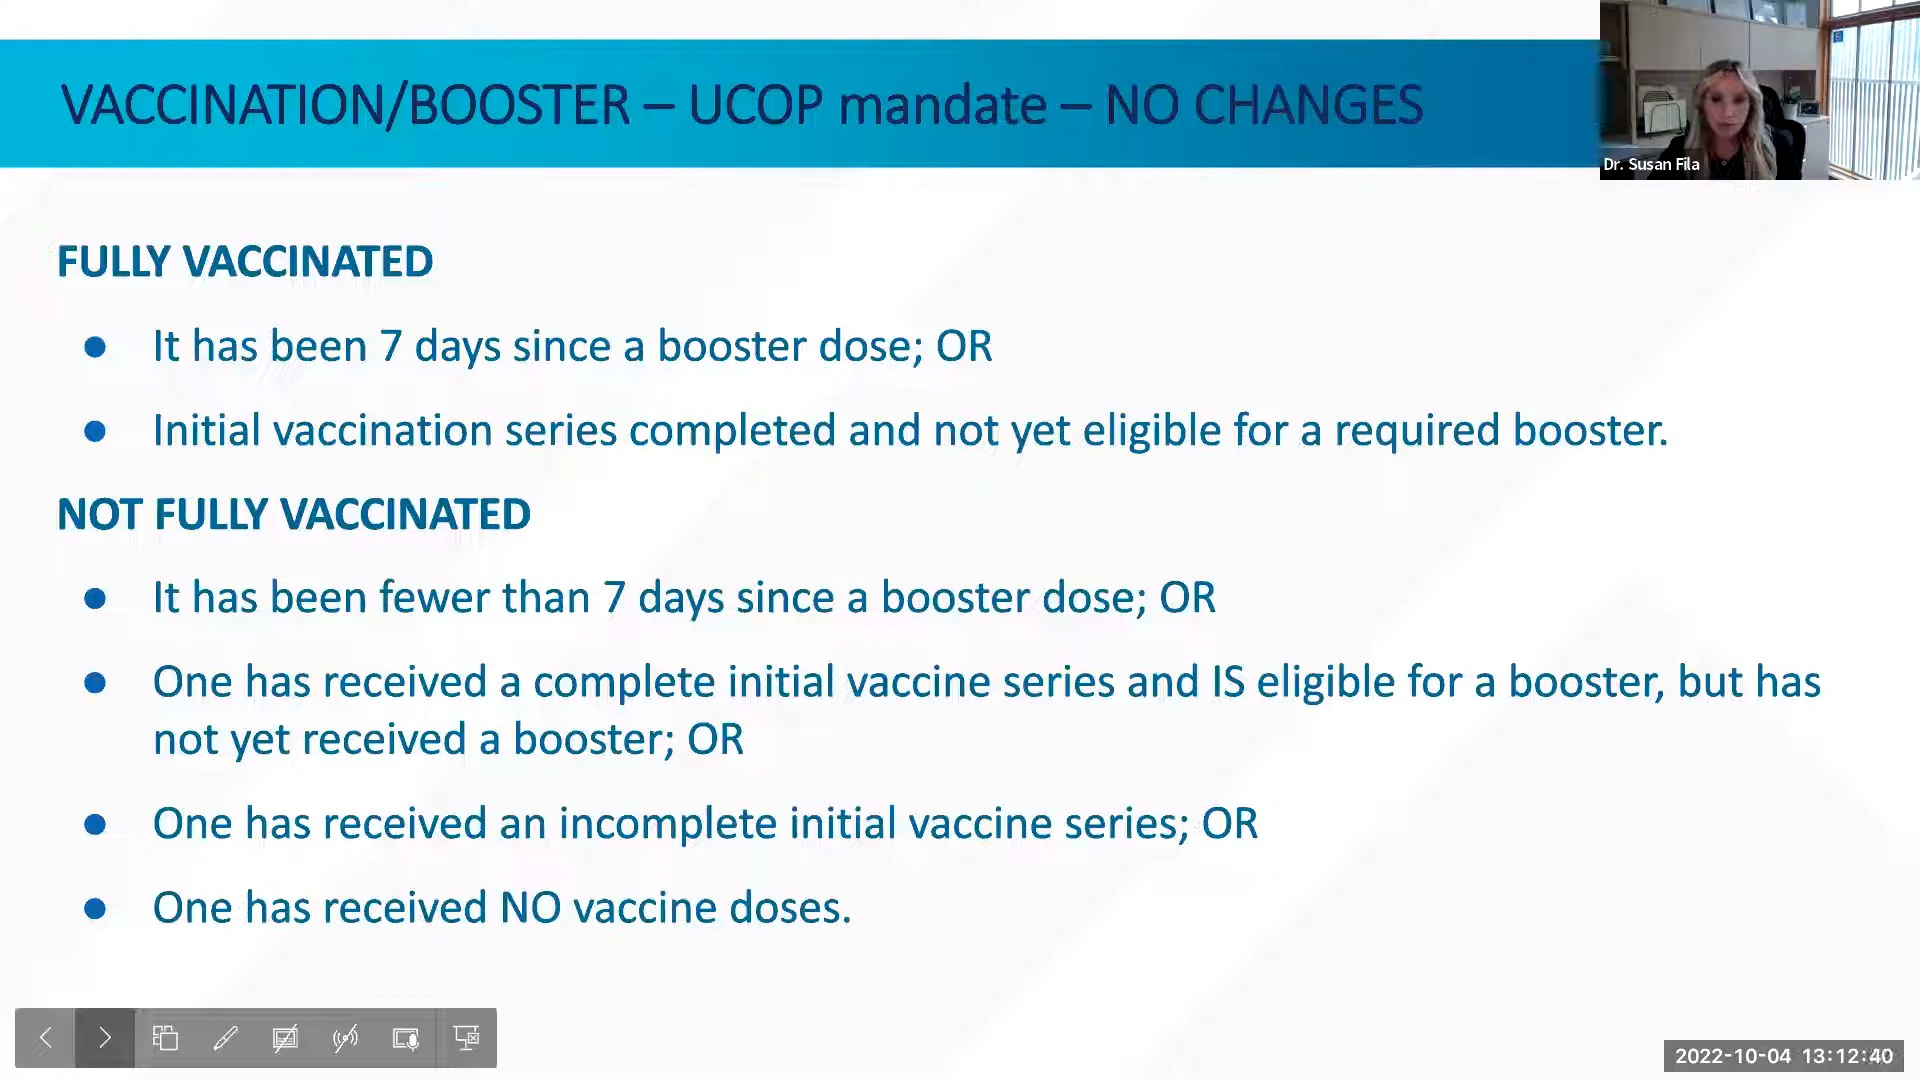 VACCINATION/BOOSTER – UCOP mandate – NO CHANGES
Dr. Susan Fila
FULLY VACCINATED
● It has been 7 days since a booster dose; OR
● Initial vaccination series completed and not yet eligible for a required booster.
NOT FULLY VACCINATED
● It has been fewer than 7 days since a booster dose; OR
● One has received a complete initial vaccine series and IS eligible for a booster, but has
not yet received a booster; OR
● One has received an incomplete initial vaccine series; OR
● One has received NO vaccine doses.
2022-10-04 13:12:40